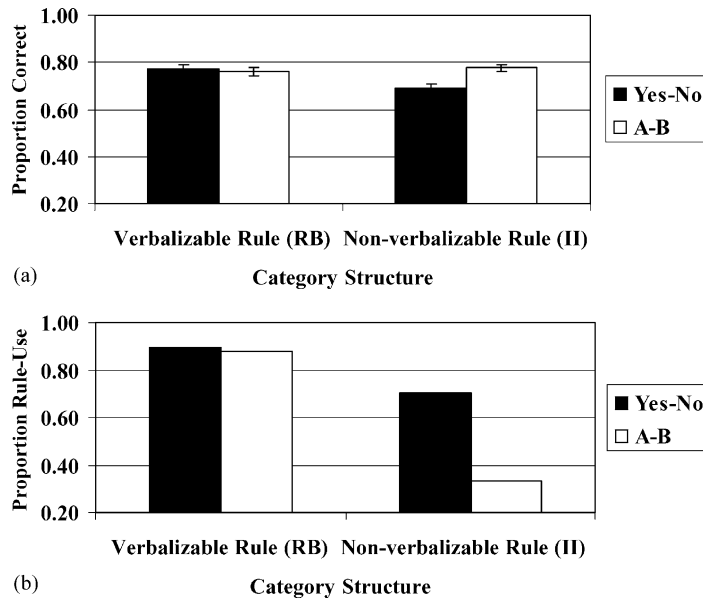 Proportion Correct
1.00
0.80
0.60
0.40
0.20
Verbalizable Rule (RB) Non-verbalizable Rule (II)
Category Structure
Yes-No
A-B
(a)
Proportion Rule-Use
1.00
0.80
0.60
0.40
0.20
Verbalizable Rule (RB) Non-verbalizable Rule (II)
Category Structure
Yes-No
A-B
(b)